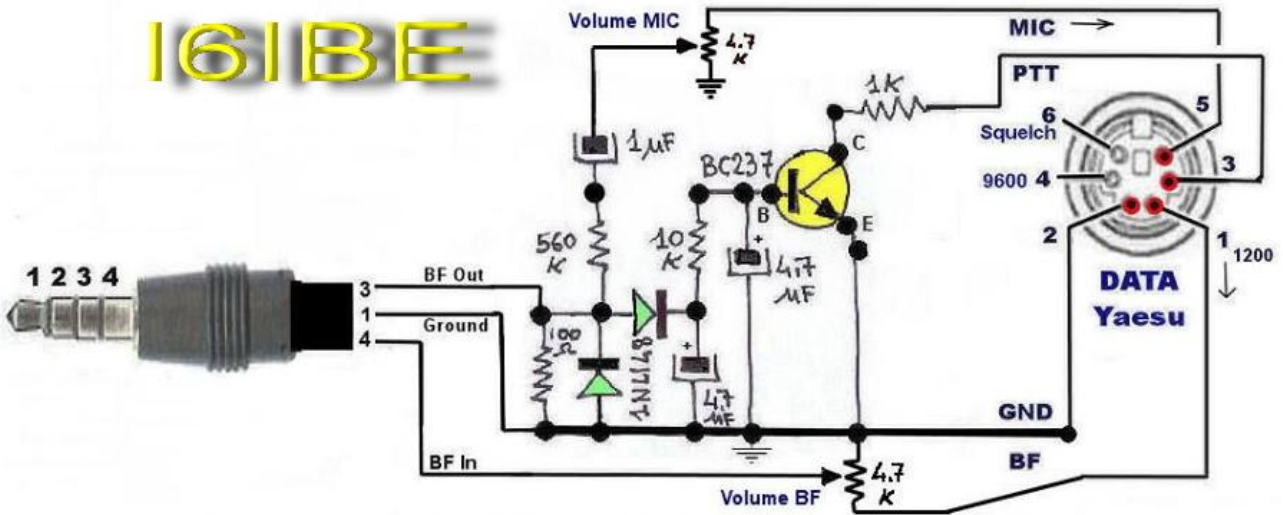 I6IBE
Volume MIC
4.7 K
MIC →
PTT
1K
6
Squelch
5
9600 4
3
2
1 1200
DATA
Yaesu
1µF
BC237
C
B
E
560 K
10 K
4.7 µF
1 2 3 4
3
BF Out
1
Ground
4
100 Ω
1N4148
4.7 µF
GND
BF In
BF
Volume BF
4.7 K